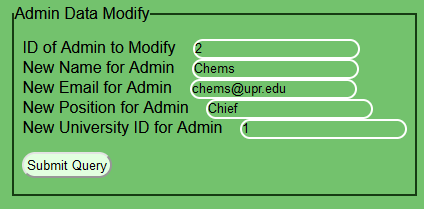 Admin Data Modify
ID of Admin to Modify 2
New Name for Admin Chems
New Email for Admin chems@upr.edu
New Position for Admin Chief
New University ID for Admin 1
Submit Query